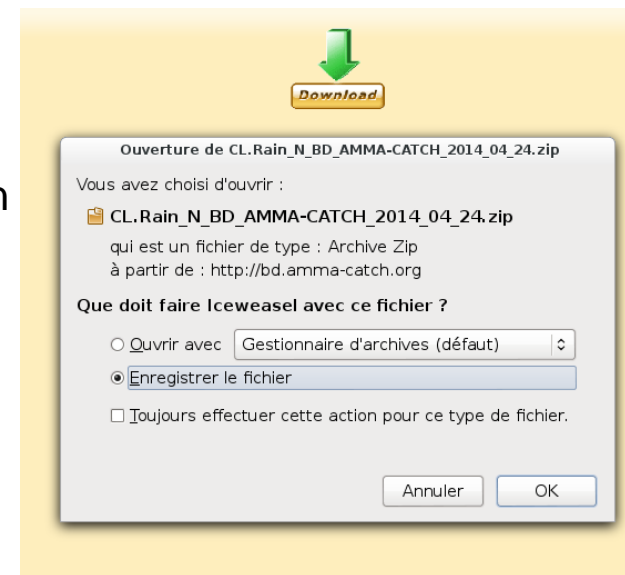 Download
n
Ouverture de CL.Rain_N_BD_AMMA-CATCH_2014_04_24.zip
Vous avez choisi d'ouvrir :
CL.Rain_N_BD_AMMA-CATCH_2014_04_24.zip
qui est un fichier de type : Archive Zip
à partir de : http://bd.amma-catch.org
Que doit faire Iceweasel avec ce fichier ?
Ouvrir avec Gestionnaire d'archives (défaut)
Enregistrer le fichier
Toujours effectuer cette action pour ce type de fichier.
Annuler OK